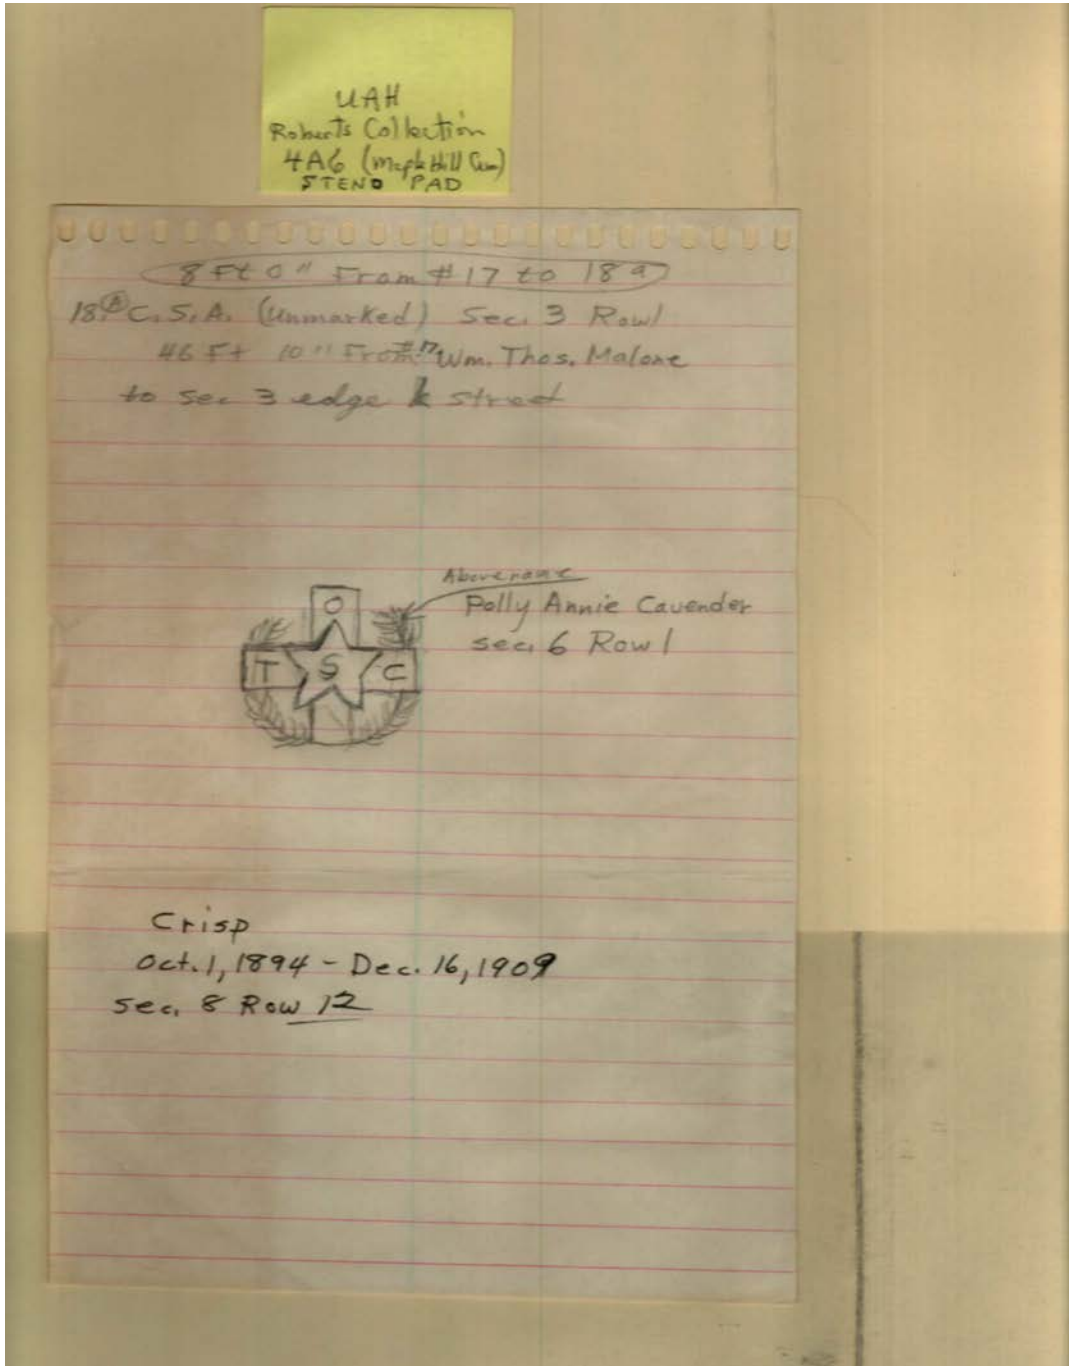 UAH
Roberts Collection
4A6 (Maple Hill Cem)
STENO PAD
8 Ft 0" From #17 to 18a
18A C.S.A. (Unmarked) Sec. 3 Row 1
46 Ft 10" From #17 Wm. Thos. Malone
to sec 3 edge street
Above name
O
Polly Annie Cavender
sec. 6 Row 1
T S C
Crisp
Oct. 1, 1894 - Dec. 16, 1909
Sec. 8 Row 12